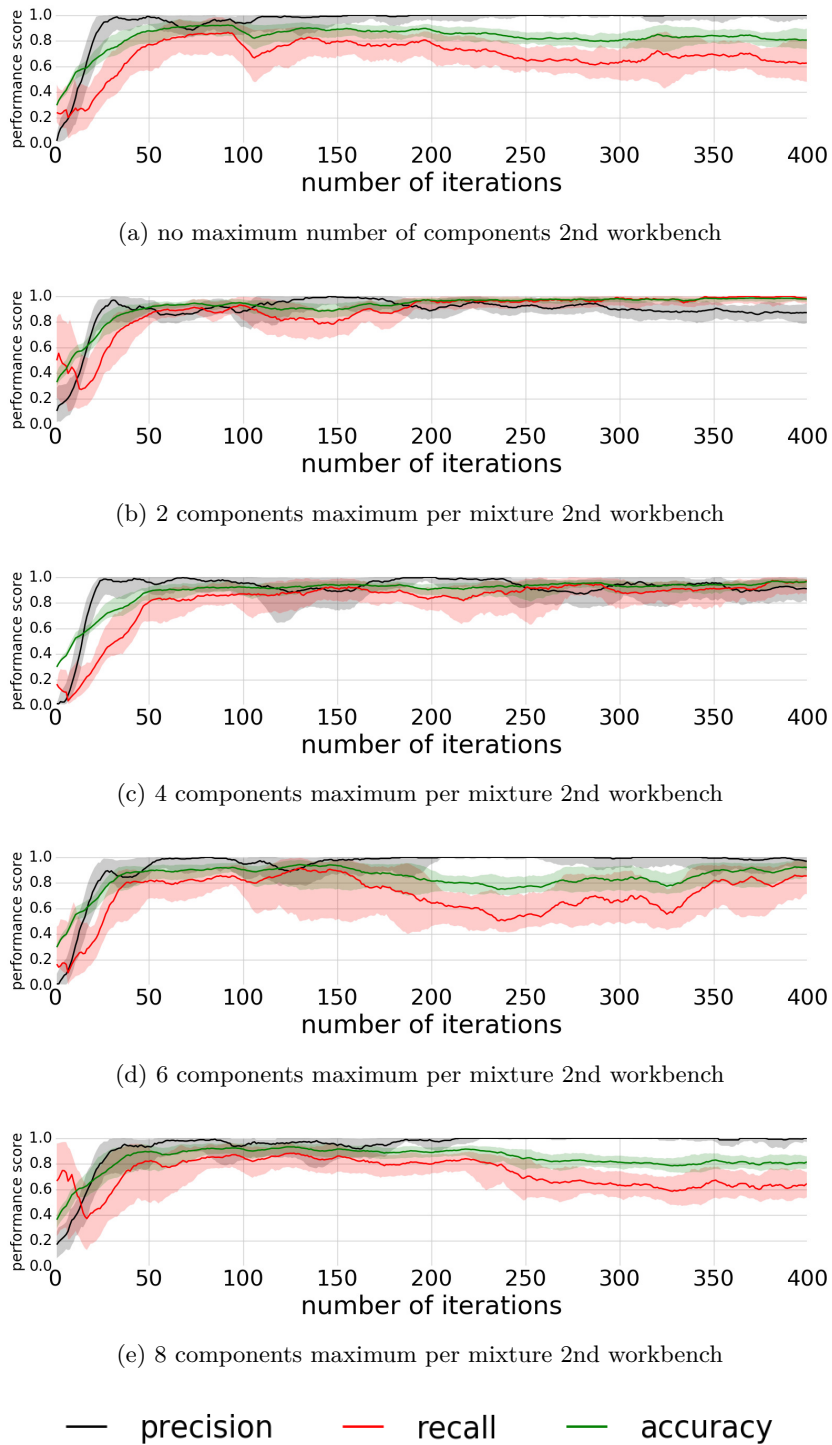 performance score
1.0
0.8
0.6
0.4
0.2
0.0
0 50 100 150 200 250 300 350 400
number of iterations
(a) no maximum number of components 2nd workbench
performance score
1.0
0.8
0.6
0.4
0.2
0.0
0 50 100 150 200 250 300 350 400
number of iterations
(b) 2 components maximum per mixture 2nd workbench
performance score
1.0
0.8
0.6
0.4
0.2
0.0
0 50 100 150 200 250 300 350 400
number of iterations
(c) 4 components maximum per mixture 2nd workbench
performance score
1.0
0.8
0.6
0.4
0.2
0.0
0 50 100 150 200 250 300 350 400
number of iterations
(d) 6 components maximum per mixture 2nd workbench
performance score
1.0
0.8
0.6
0.4
0.2
0.0
0 50 100 150 200 250 300 350 400
number of iterations
(e) 8 components maximum per mixture 2nd workbench
precision recall accuracy